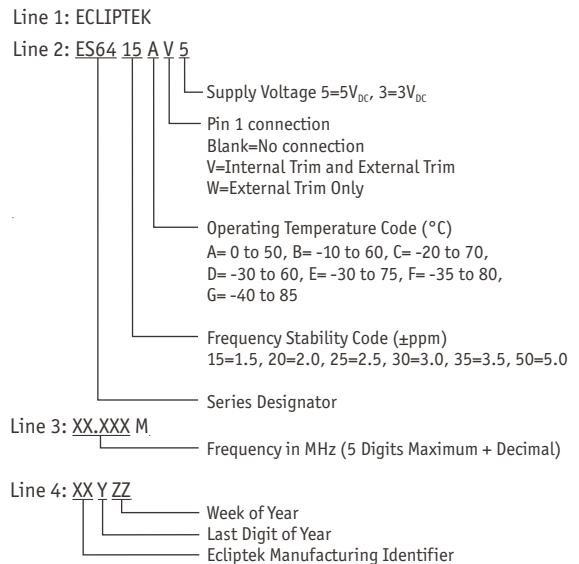 Line 1: ECLIPTEK
Line 2: ES64 15 A V 5
Supply Voltage 5=5VDC, 3=3VDC
Pin 1 connection
Blank=No connection
V=Internal Trim and External Trim
W=External Trim Only
Operating Temperature Code (°C)
A= 0 to 50, B= -10 to 60, C= -20 to 70,
D= -30 to 60, E= -30 to 75, F= -35 to 80,
G= -40 to 85
Frequency Stability Code (±ppm)
15=1.5, 20=2.0, 25=2.5, 30=3.0, 35=3.5, 50=5.0
Series Designator
Line 3: XX.XXX M
Frequency in MHz (5 Digits Maximum + Decimal)
Line 4: XX Y ZZ
Week of Year
Last Digit of Year
Ecliptek Manufacturing Identifier